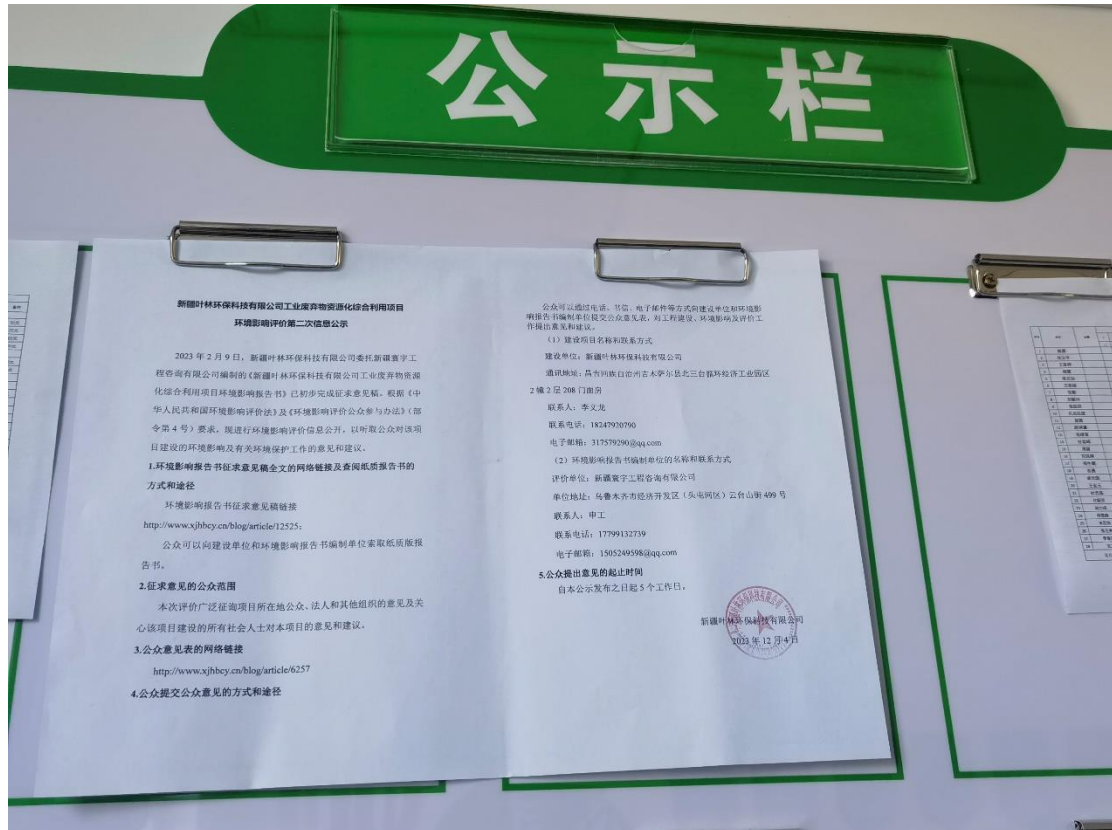 公示栏
新疆叶林环保科技有限公司工业废弃物资源化综合利用项目
环境影响评价第二次信息公示
2023 年 2 月 9 日，新疆叶林环保科技有限公司委托新疆寰宇工
程咨询有限公司编制的《新疆叶林环保科技有限公司工业废弃物资源
化综合利用项目环境影响报告书》已初步完成征求意见稿。根据《中
华人民共和国环境影响评价法》及《环境影响评价公众参与办法》（部
令第 4 号）要求，现进行环境影响评价信息公开，以听取公众对该项
目建设的环境影响及有关环境保护工作的意见和建议。
1.环境影响报告书征求意见稿全文的网络链接及查阅纸质报告书的
方式和途径
环境影响报告书征求意见稿链接
http://www.xjhbcy.cn/blog/article/12525;
公众可以向建设单位和环境影响报告书编制单位索取纸质版报
告书。
2.征求意见的公众范围
本次评价广泛征询项目所在地公众、法人和其他组织的意见及关
心该项目建设的所有社会人士对本项目的意见和建议。
3.公众意见表的网络链接
http://www.xjhbcy.cn/blog/article/6257
4.公众提交公众意见的方式和途径
公众可以通过电话、书信、电子邮件等方式向建设单位和环境影
响报告书编制单位提交公众意见表，对工程建设、环境影响及评价工
作提出意见和建议。
（1）建设项目名称和联系方式
建设单位：新疆叶林环保科技有限公司
通讯地址：昌吉回族自治州吉木萨尔县北三台循环经济工业园区
2 幢 2 层 208 门面房
联系人：李义龙
联系电话：18247920790
电子邮箱：317579290@qq.com
（2）环境影响报告书编制单位的名称和联系方式
评价单位：新疆寰宇工程咨询有限公司
单位地址：乌鲁木齐市经济开发区（头屯河区）云台山街 499 号
联系人：申工
联系电话：17799132739
电子邮箱：1505249598@qq.com
5.公众提出意见的起止时间
自本公示发布之日起 5 个工作日。
新疆叶林环保科技有限公司
2023 年 12 月 4 日